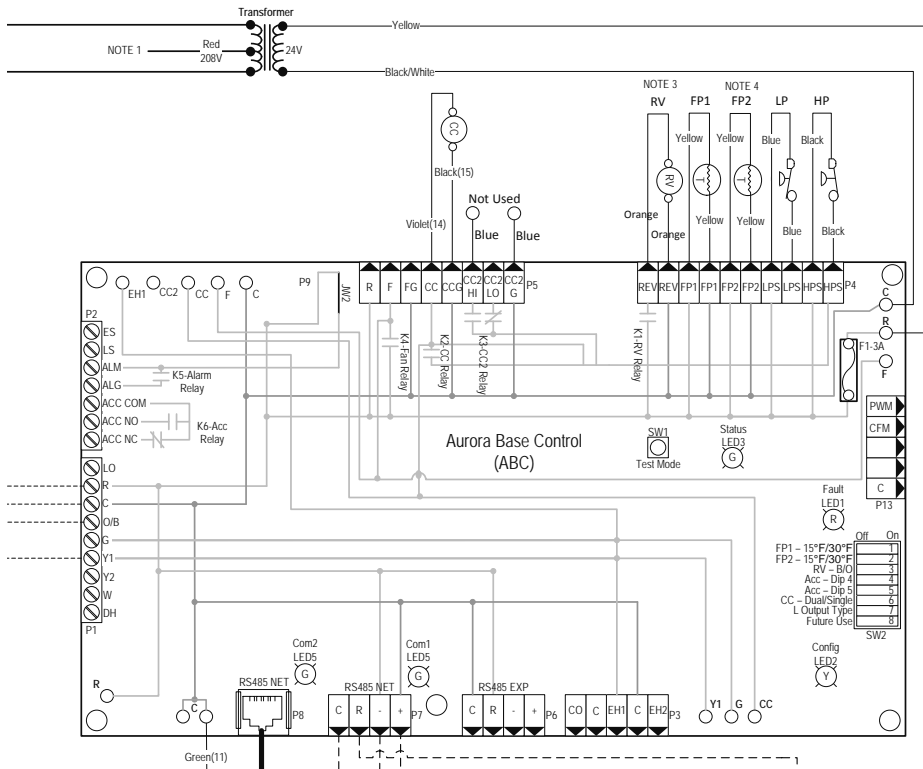 Transformer
Yellow
NOTE 1
Red
208V
24V
Black/White
NOTE 3
NOTE 4
RV
FP1
FP2
LP
HP
CC
Yellow
Yellow
Blue
Black
Black(15)
RV
T
T
Not Used
Violet(14)
Orange
Orange
Yellow
Yellow
Blue
Black
Blue
Blue
EH1
CC2
CC
F
C
P9
JW2
R
F
FG
CC
CCG
CC2
HI
CC2
LO
CC2
G
P5
REV
REV
FP1
FP1
FP2
FP2
LPS
LPS
HPS
HPS
P4
C
R
F1-3A
F
P2
ES
LS
ALM
ALG
ACC COM
ACC NO
ACC NC
K5-Alarm
Relay
K6-Acc
Relay
K4-Fan Relay
K2-CC Relay
K3-CC2 Relay
K1-RV Relay
PWM
CFM
C
P13
Aurora Base Control
(ABC)
SW1
Test Mode
Status
LED3
G
LO
R
C
O/B
G
Y1
Y2
W
DH
P1
Fault
LED1
R
Off
On
FP1 – 15°F/30°F
1
FP2 – 15°F/30°F
2
RV – B/O
3
Acc – Dip 4
4
Acc – Dip 5
5
CC – Dual/Single
6
L Output Type
7
Future Use
8
SW2
Config
LED2
Y
Com2
LED5
G
Com1
LED5
G
R
C
RS485 NET
P8
RS485 NET
C
R
-
+
P7
RS485 EXP
C
R
-
+
P6
CO
C
EH1
C
EH2
P3
Y1
G
CC
Green(11)